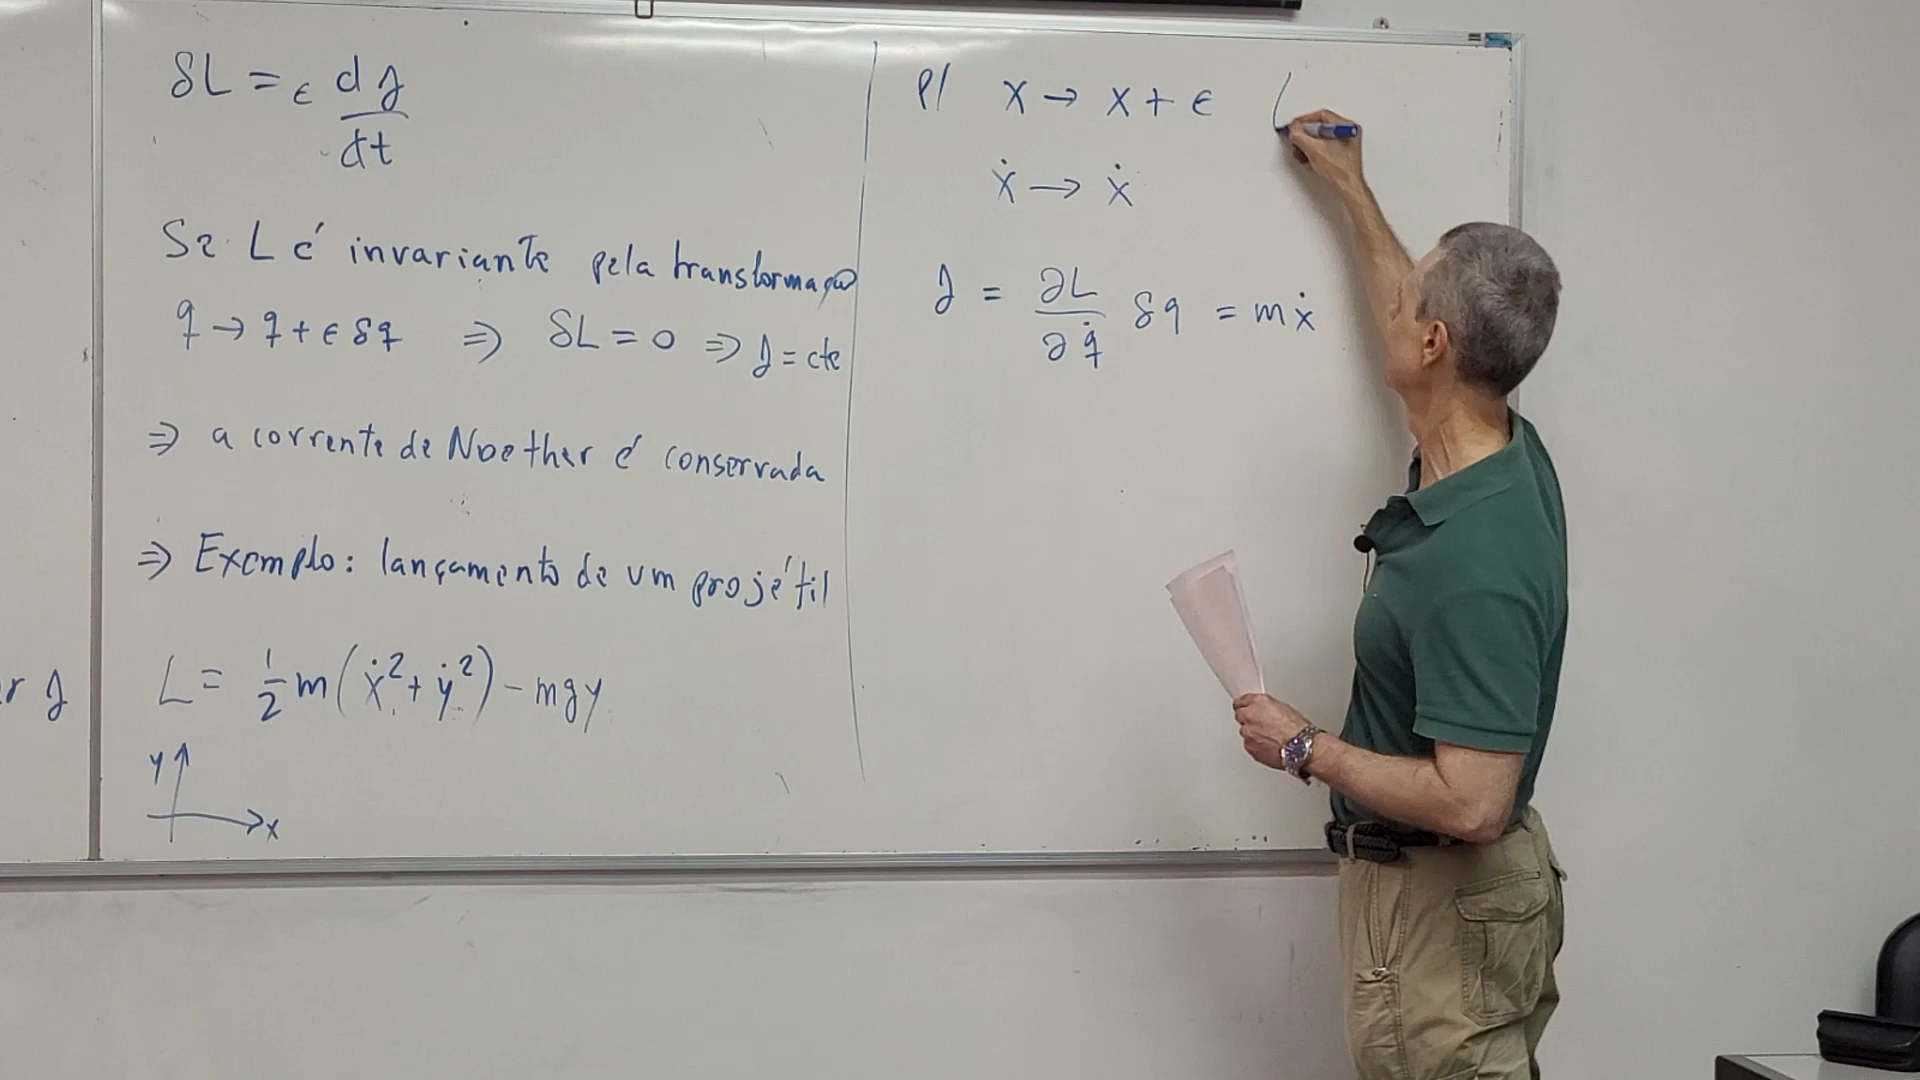 δL = ε dJ/dt
Se L é invariante pela transformação
q → q + ε δq ⇒ δL = 0 ⇒ J = cte
⇒ a corrente de Noether é conservada
⇒ Exemplo: lançamento de um projétil
L = 1/2 m(ẋ² + ẏ²) - mgy
y
x
r J
p/ x → x + ε (
ẋ → ẋ
J = ∂L/∂q̇ δq = mẋ